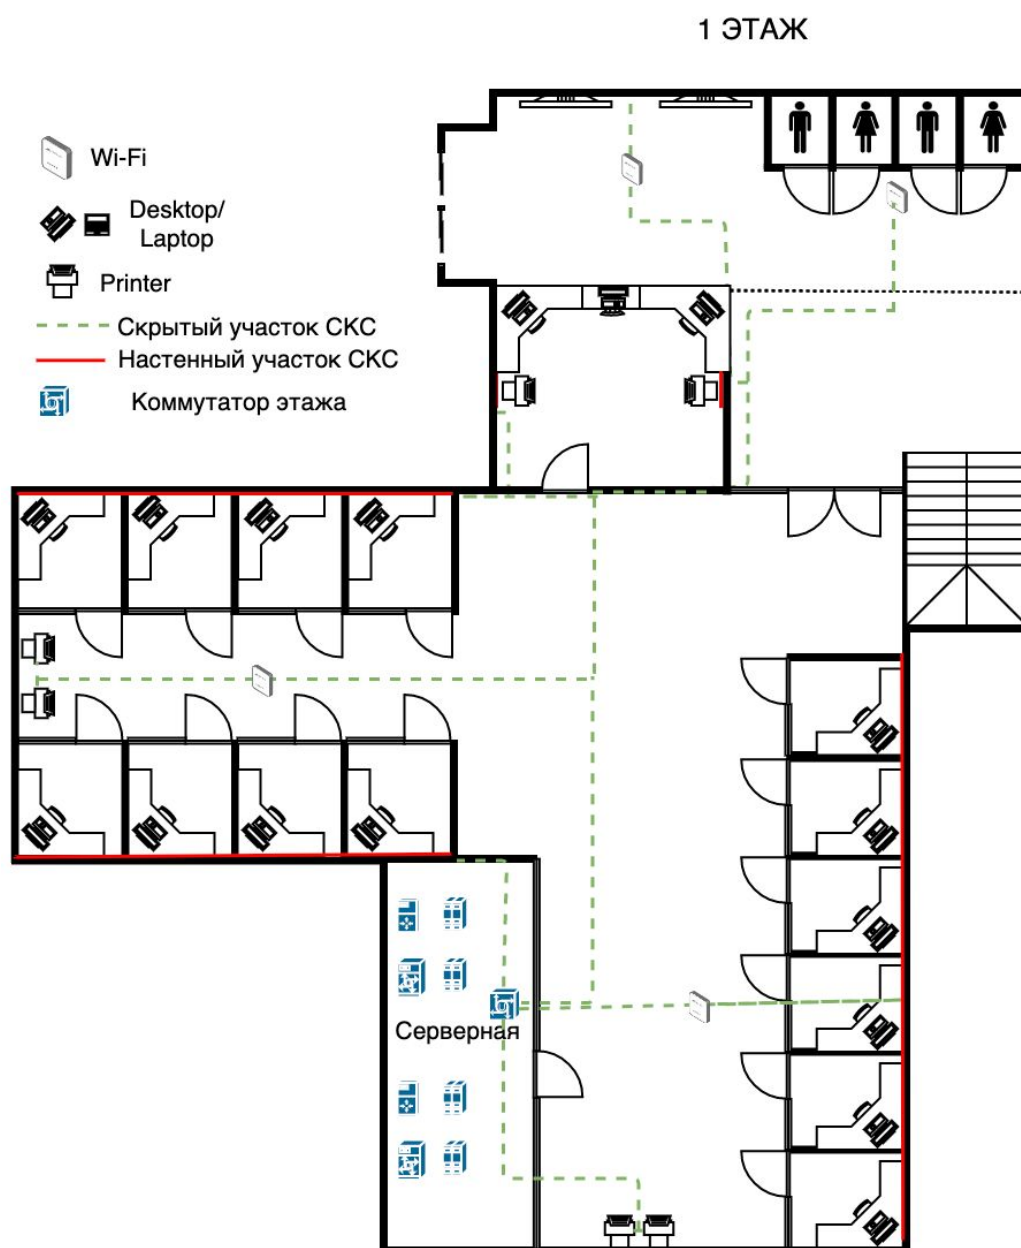 1 ЭТАЖ
Wi-Fi
Desktop/
Laptop
Printer
Скрытый участок СКС
Настенный участок СКС
Коммутатор этажа
Серверная